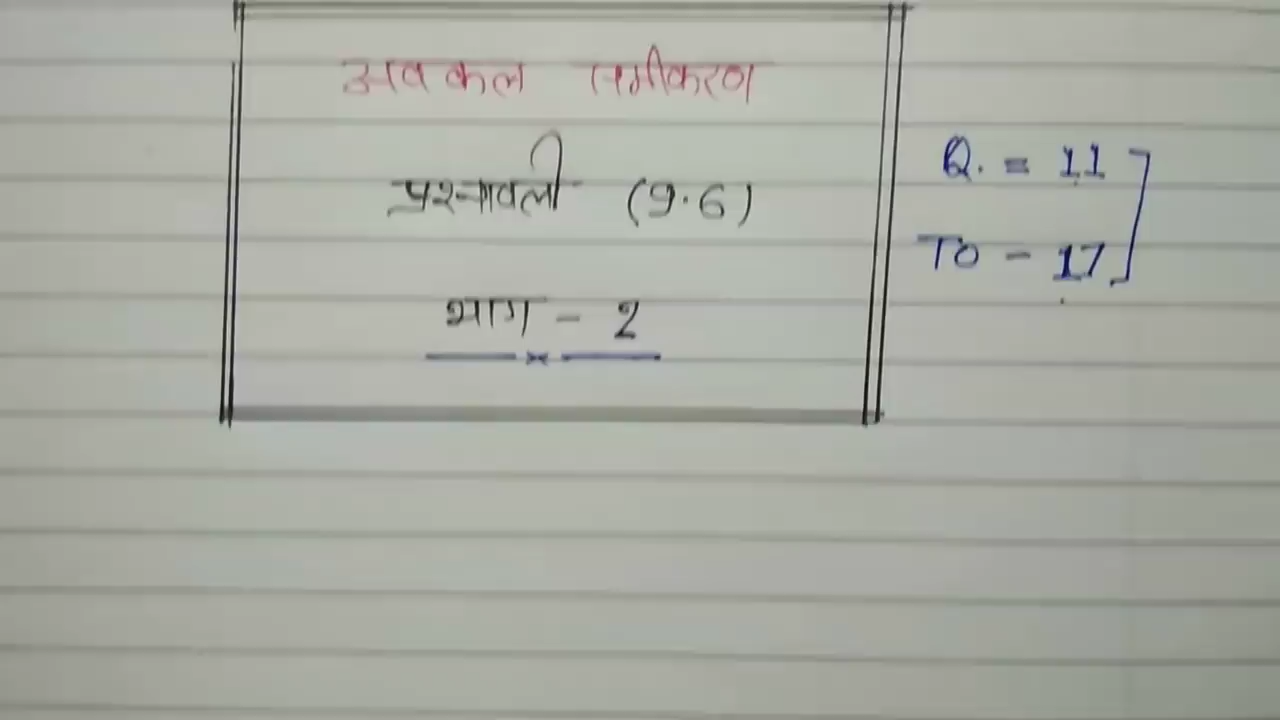 अवकल समीकरण
प्रश्नावली (9.6)
भाग - 2
Q. = 11
TO - 17